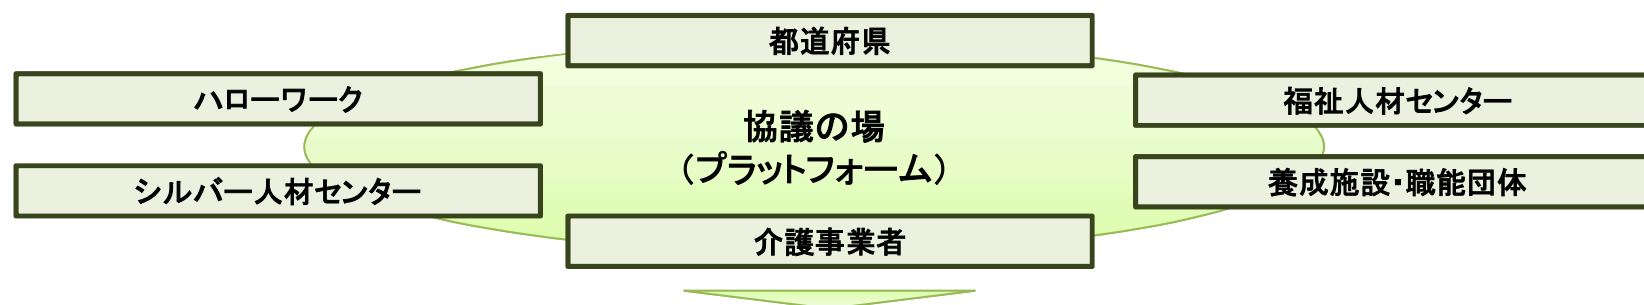 都道府県
ハローワーク
福祉人材センター
協議の場
（プラットフォーム）
シルバー人材センター
養成施設・職能団体
介護事業者